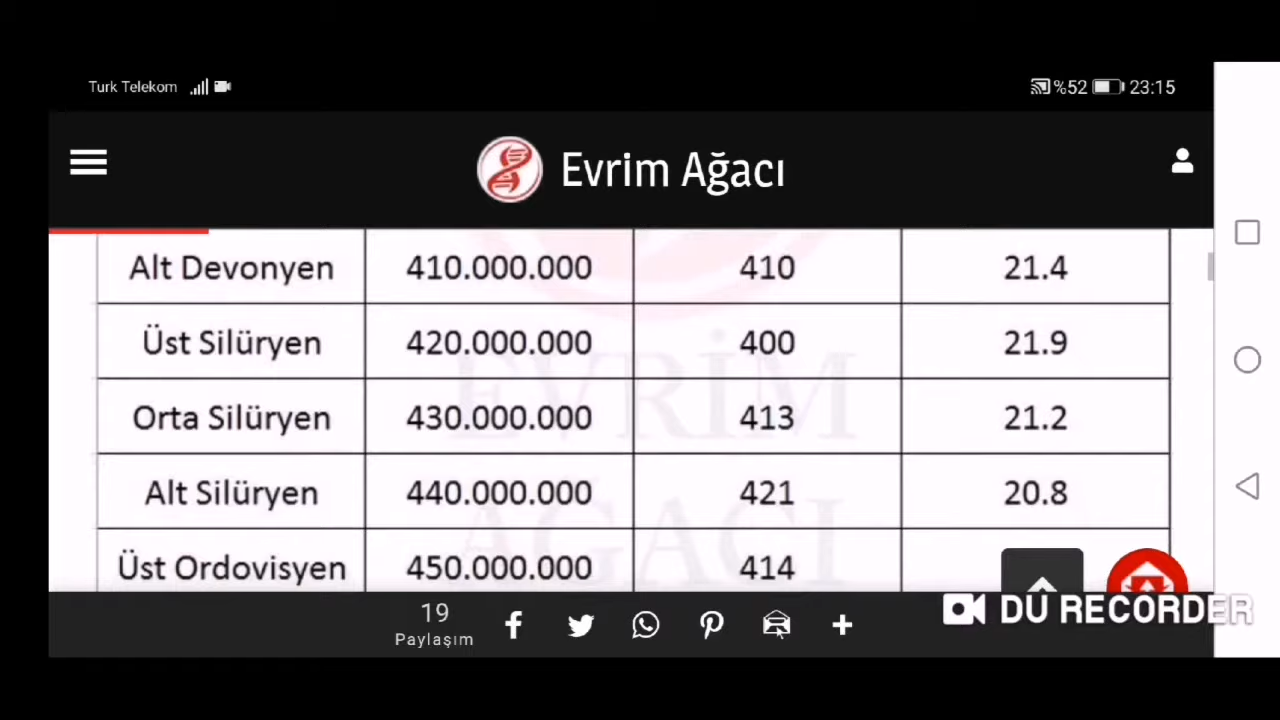 Turk Telekom %52 23:15
Evrim Ağacı
Alt Devonyen 410.000.000 410 21.4
Üst Silüryen 420.000.000 400 21.9
Orta Silüryen 430.000.000 413 21.2
Alt Silüryen 440.000.000 421 20.8
Üst Ordovisyen 450.000.000 414
EVRİM
AĞACI
19
Paylaşım
DU RECORDER